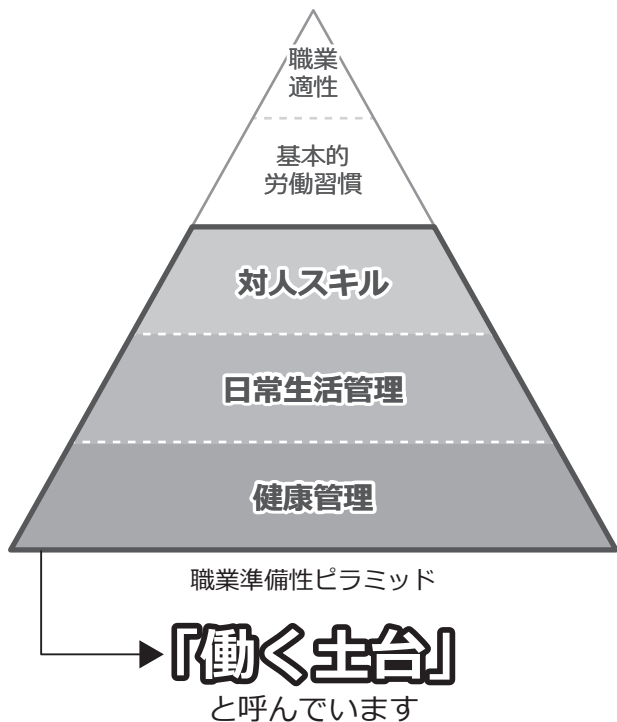 職業
適性
基本的
労働習慣
対人スキル
日常生活管理
健康管理
職業準備性ピラミッド
「働く土台」
と呼んでいます